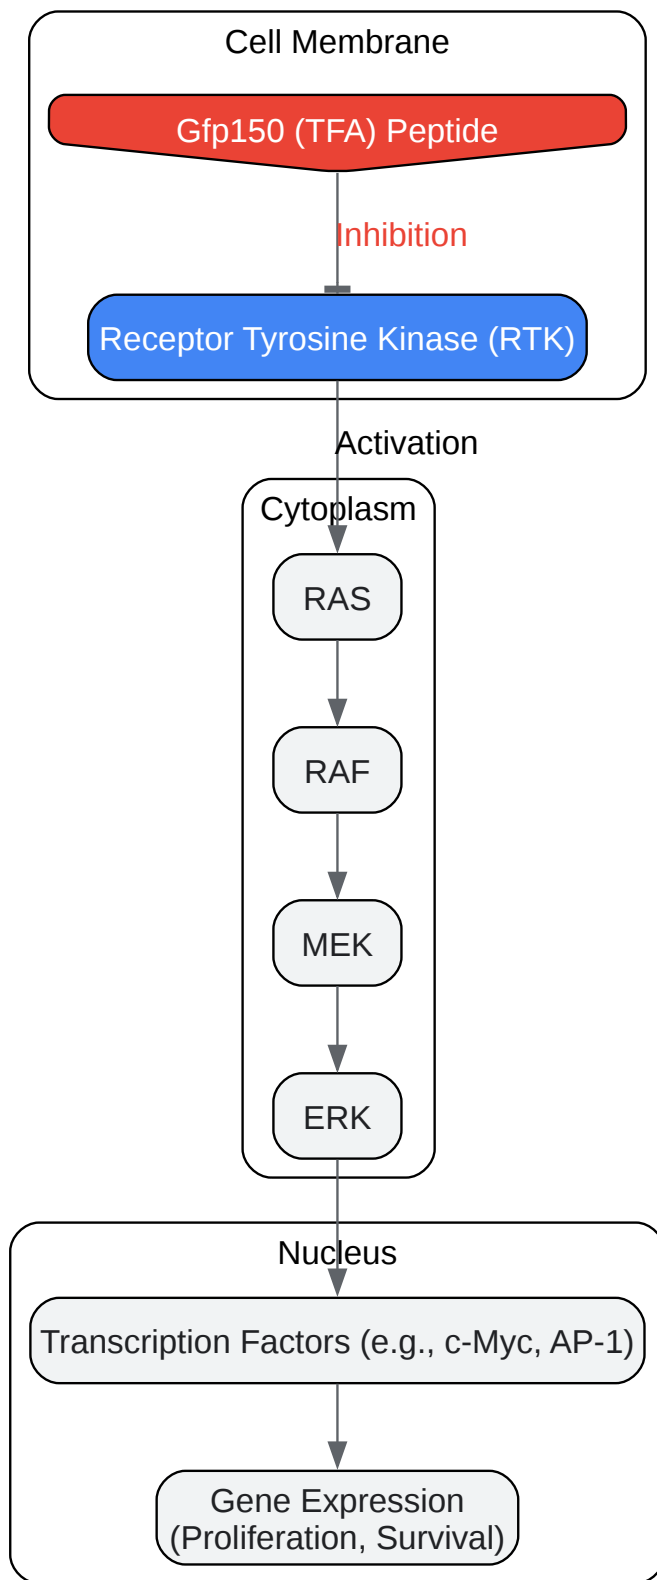 Cell Membrane
Gfp150 (TFA) Peptide
Inhibition
Receptor Tyrosine Kinase (RTK)
Activation
Cytoplasm
RAS
RAF
MEK
ERK
Nucleus
Transcription Factors (e.g., c-Myc, AP-1)
Gene Expression
(Proliferation, Survival)